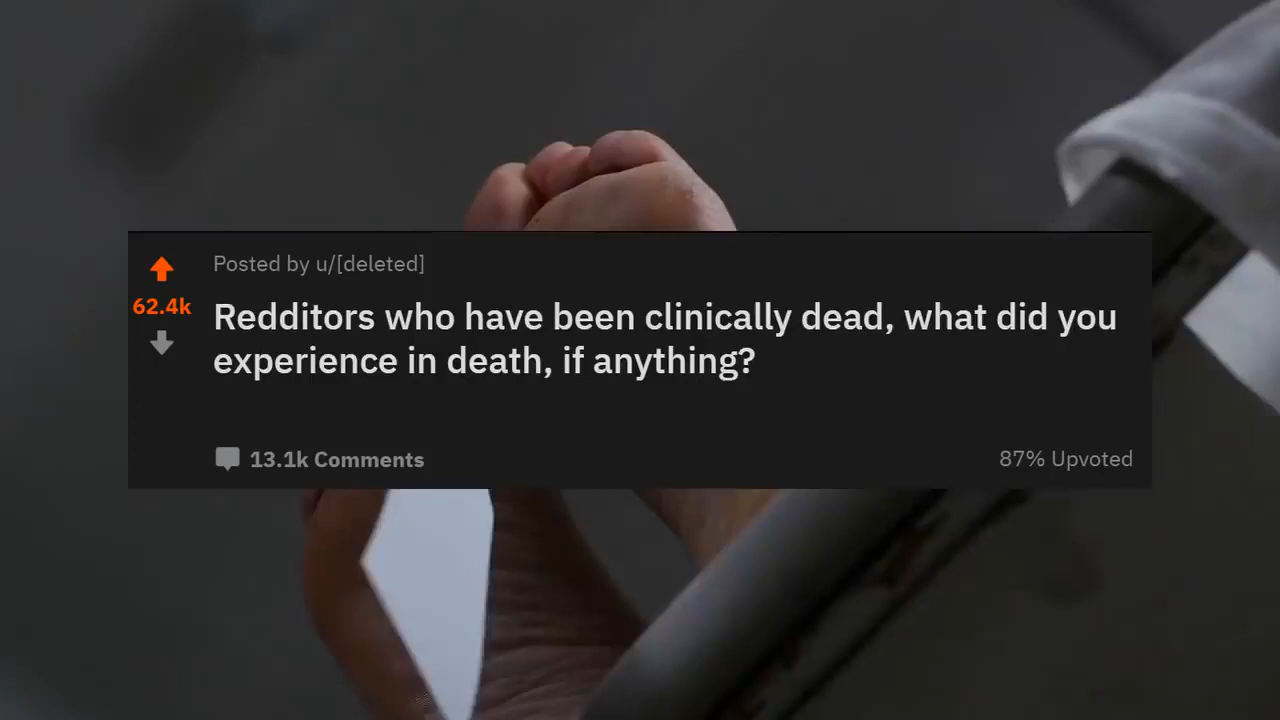 Posted by u/[deleted]
62.4k
Redditors who have been clinically dead, what did you
experience in death, if anything?
13.1k Comments
87% Upvoted